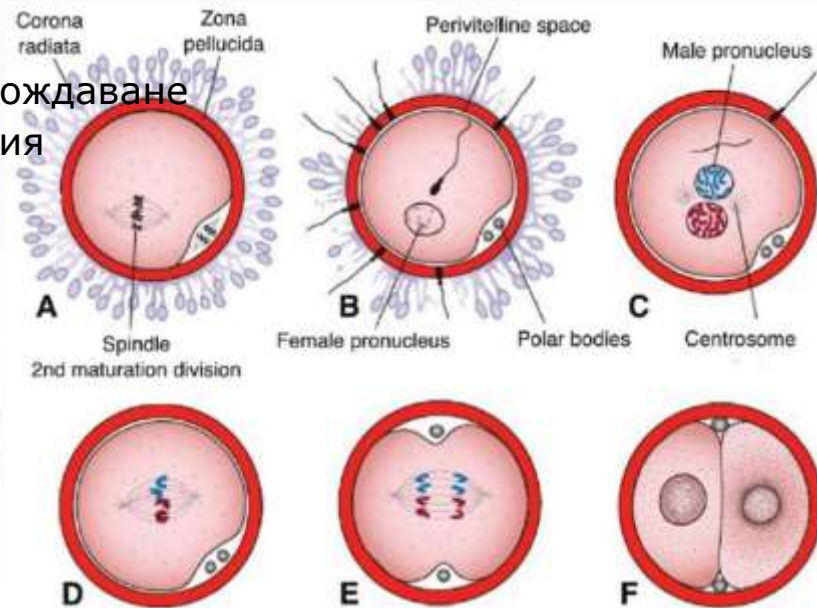 Corona
radiata
Zona
pellucida
Perivitelline space
Male pronucleus
A
B
C
Spindle
2nd maturation division
Female pronucleus
Polar bodies
Centrosome
D
E
F